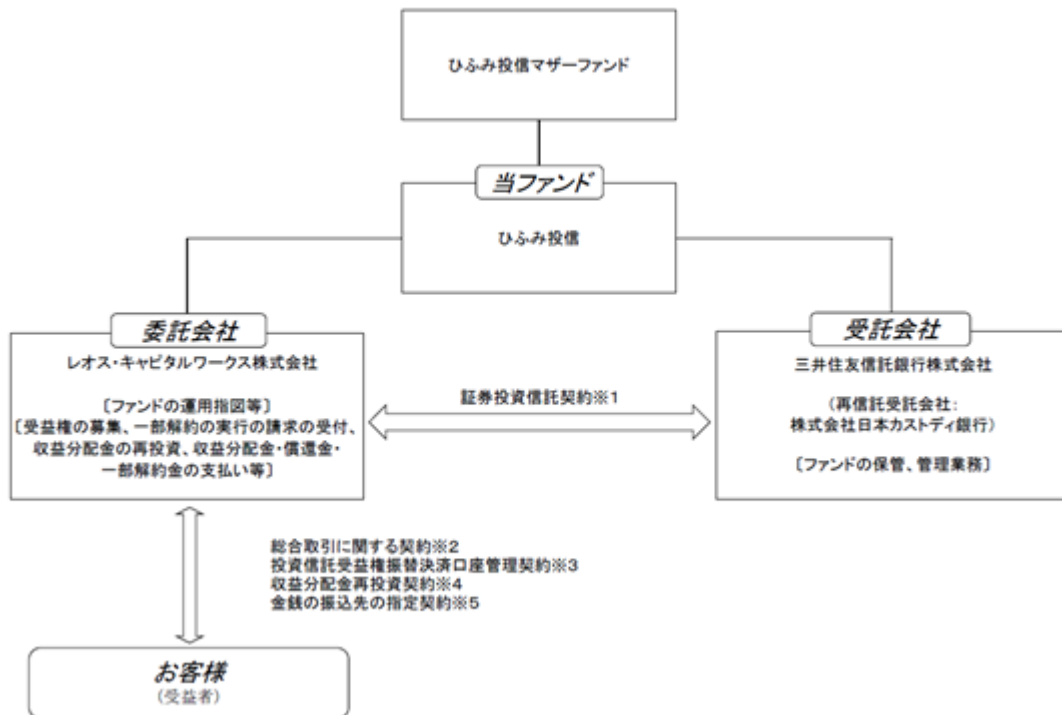 ひふみ投信マザーファンド
当ファンド
ひふみ投信
委託会社
レオス・キャピタルワークス株式会社
〔ファンドの運用指図等〕
〔受益権の募集、一部解約の実行の請求の受付、
収益分配金の再投資、収益分配金・償還金・
一部解約金の支払い等〕
証券投資信託契約※1
受託会社
三井住友信託銀行株式会社
(再信託受託会社:
株式会社日本カストディ銀行)
〔ファンドの保管、管理業務〕
総合取引に関する契約※2
投資信託受益権振替決済口座管理契約※3
収益分配金再投資契約※4
金銭の振込先の指定契約※5
お客様
(受益者)